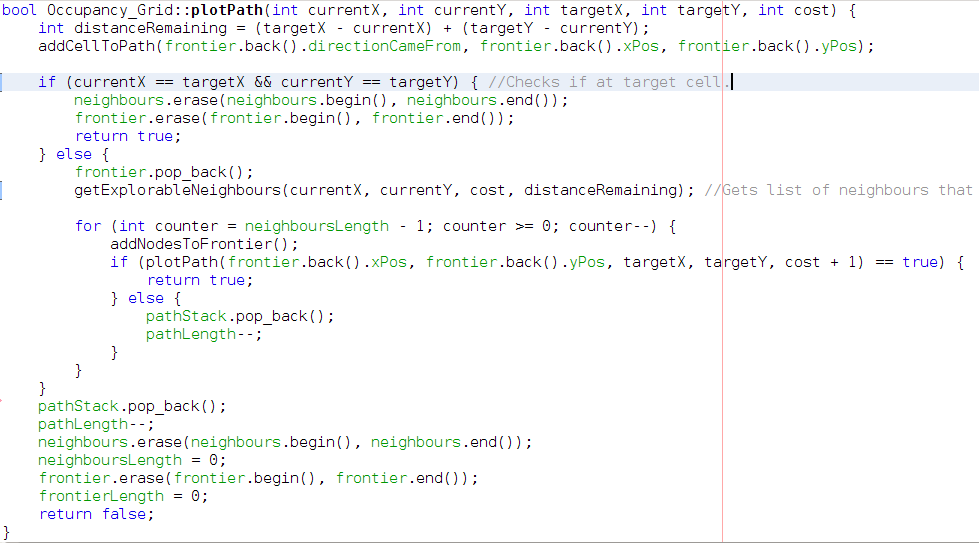 bool Occupancy_Grid::plotPath(int currentX, int currentY, int targetX, int targetY, int cost) {
    int distanceRemaining = (targetX - currentX) + (targetY - currentY);
    addCellToPath(frontier.back().directionCameFrom, frontier.back().xPos, frontier.back().yPos);

    if (currentX == targetX && currentY == targetY) { //Checks if at target cell.
        neighbours.erase(neighbours.begin(), neighbours.end());
        frontier.erase(frontier.begin(), frontier.end());
        return true;
    } else {
        frontier.pop_back();
        getExplorableNeighbours(currentX, currentY, cost, distanceRemaining); //Gets list of neighbours that

        for (int counter = neighboursLength - 1; counter >= 0; counter--) {
            addNodesToFrontier();
            if (plotPath(frontier.back().xPos, frontier.back().yPos, targetX, targetY, cost + 1) == true) {
                return true;
            } else {
                pathStack.pop_back();
                pathLength--;
            }
        }
    }
    pathStack.pop_back();
    pathLength--;
    neighbours.erase(neighbours.begin(), neighbours.end());
    neighboursLength = 0;
    frontier.erase(frontier.begin(), frontier.end());
    frontierLength = 0;
    return false;
}